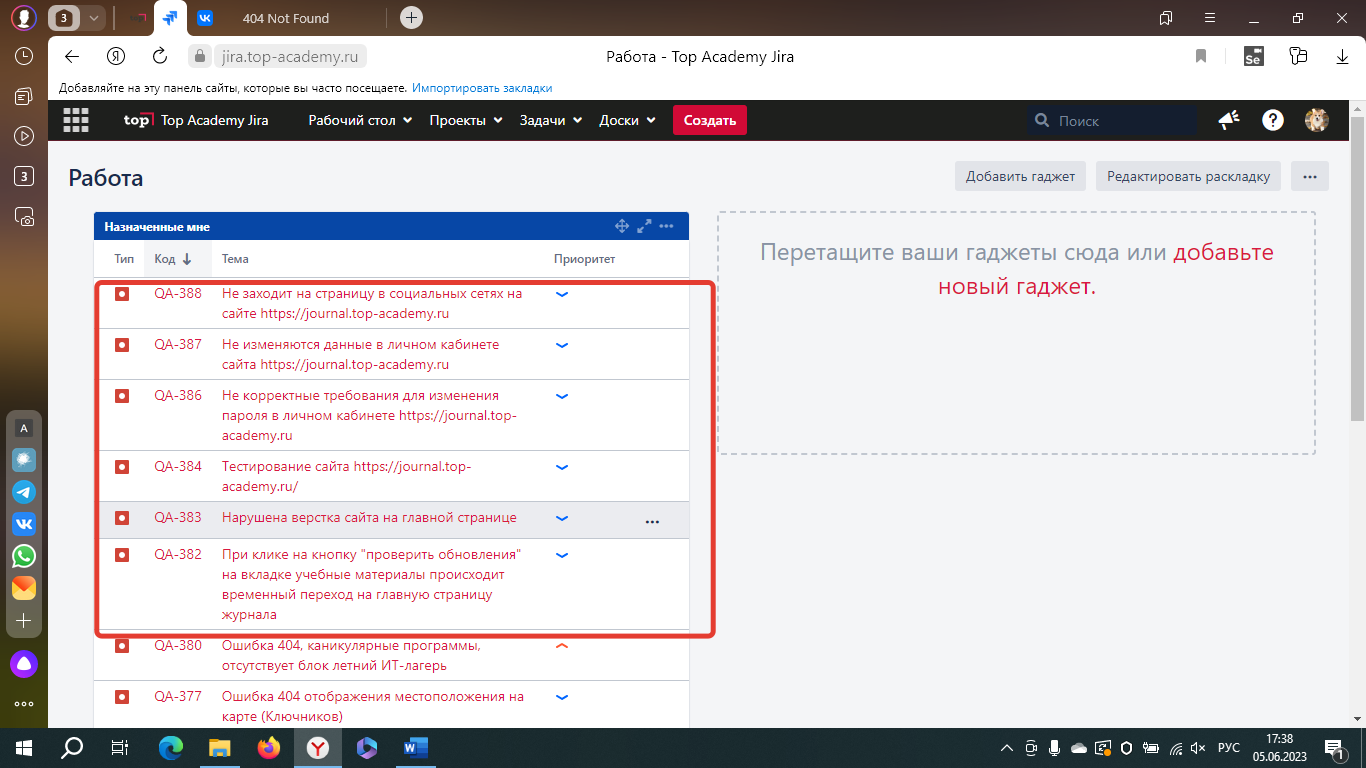 3
404 Not Found
jira.top-academy.ru
Работа - Top Academy Jira
Se
Добавляйте на эту панель сайты, которые вы часто посещаете. Импортировать закладки
top Top Academy Jira
Рабочий стол
Проекты
Задачи
Доски
Создать
Поиск
3
Работа
Добавить гаджет
Редактировать раскладку
Назначенные мне
Тип Код Тема Приоритет
QA-388 Не заходит на страницу в социальных сетях на
сайте https://journal.top-academy.ru
QA-387 Не изменяются данные в личном кабинете
сайта https://journal.top-academy.ru
QA-386 Не корректные требования для изменения
пароля в личном кабинете https://journal.top-
academy.ru
QA-384 Тестирование сайта https://journal.top-
academy.ru/
QA-383 Нарушена верстка сайта на главной странице
QA-382 При клике на кнопку "проверить обновления"
на вкладке учебные материалы происходит
временный переход на главную страницу
журнала
QA-380 Ошибка 404, каникулярные программы,
отсутствует блок летний ИТ-лагерь
QA-377 Ошибка 404 отображения местоположения на
карте (Ключников)
Перетащите ваши гаджеты сюда или добавьте
новый гаджет.
A
РУС
17:38
05.06.2023
1